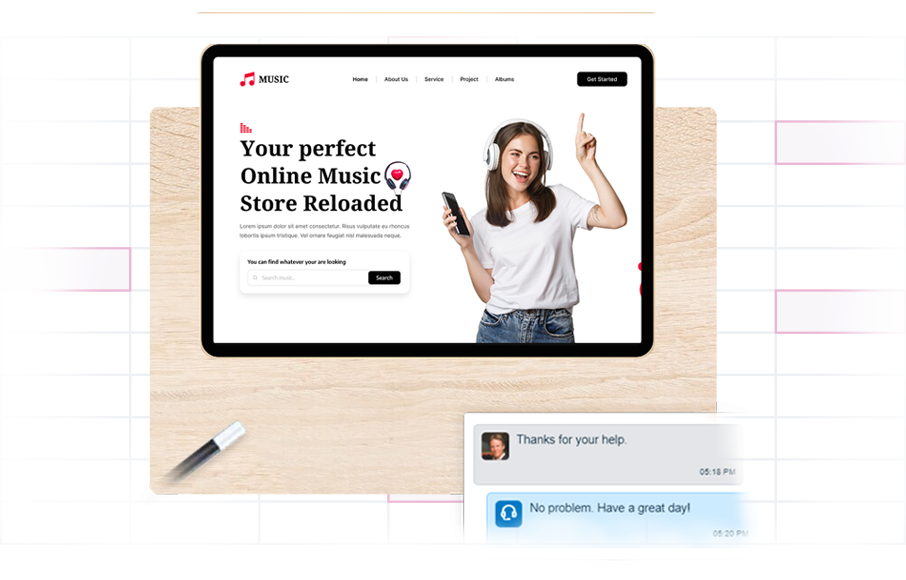 MUSIC
Home
About Us
Service
Project
Albums
Get Started
Your perfect
Online Music
Store Reloaded
Lorem ipsum dolor sit amet consectetur. Risus vulputate eu rhoncus
lobortis ipsum tristique. Vel ornare feugiat nisi malesuada neque.
You can find whatever your are looking
Search music...
Search
Thanks for your help.
05:18 PM
No problem. Have a great day!
05:20 PM